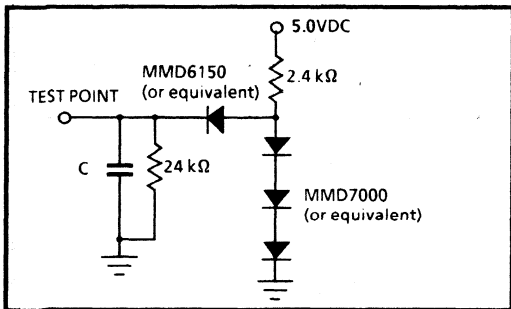 5.0VDC
MMD6150
(or equivalent)
2.4 kΩ
TEST POINT
C
24 kΩ
MMD7000
(or equivalent)